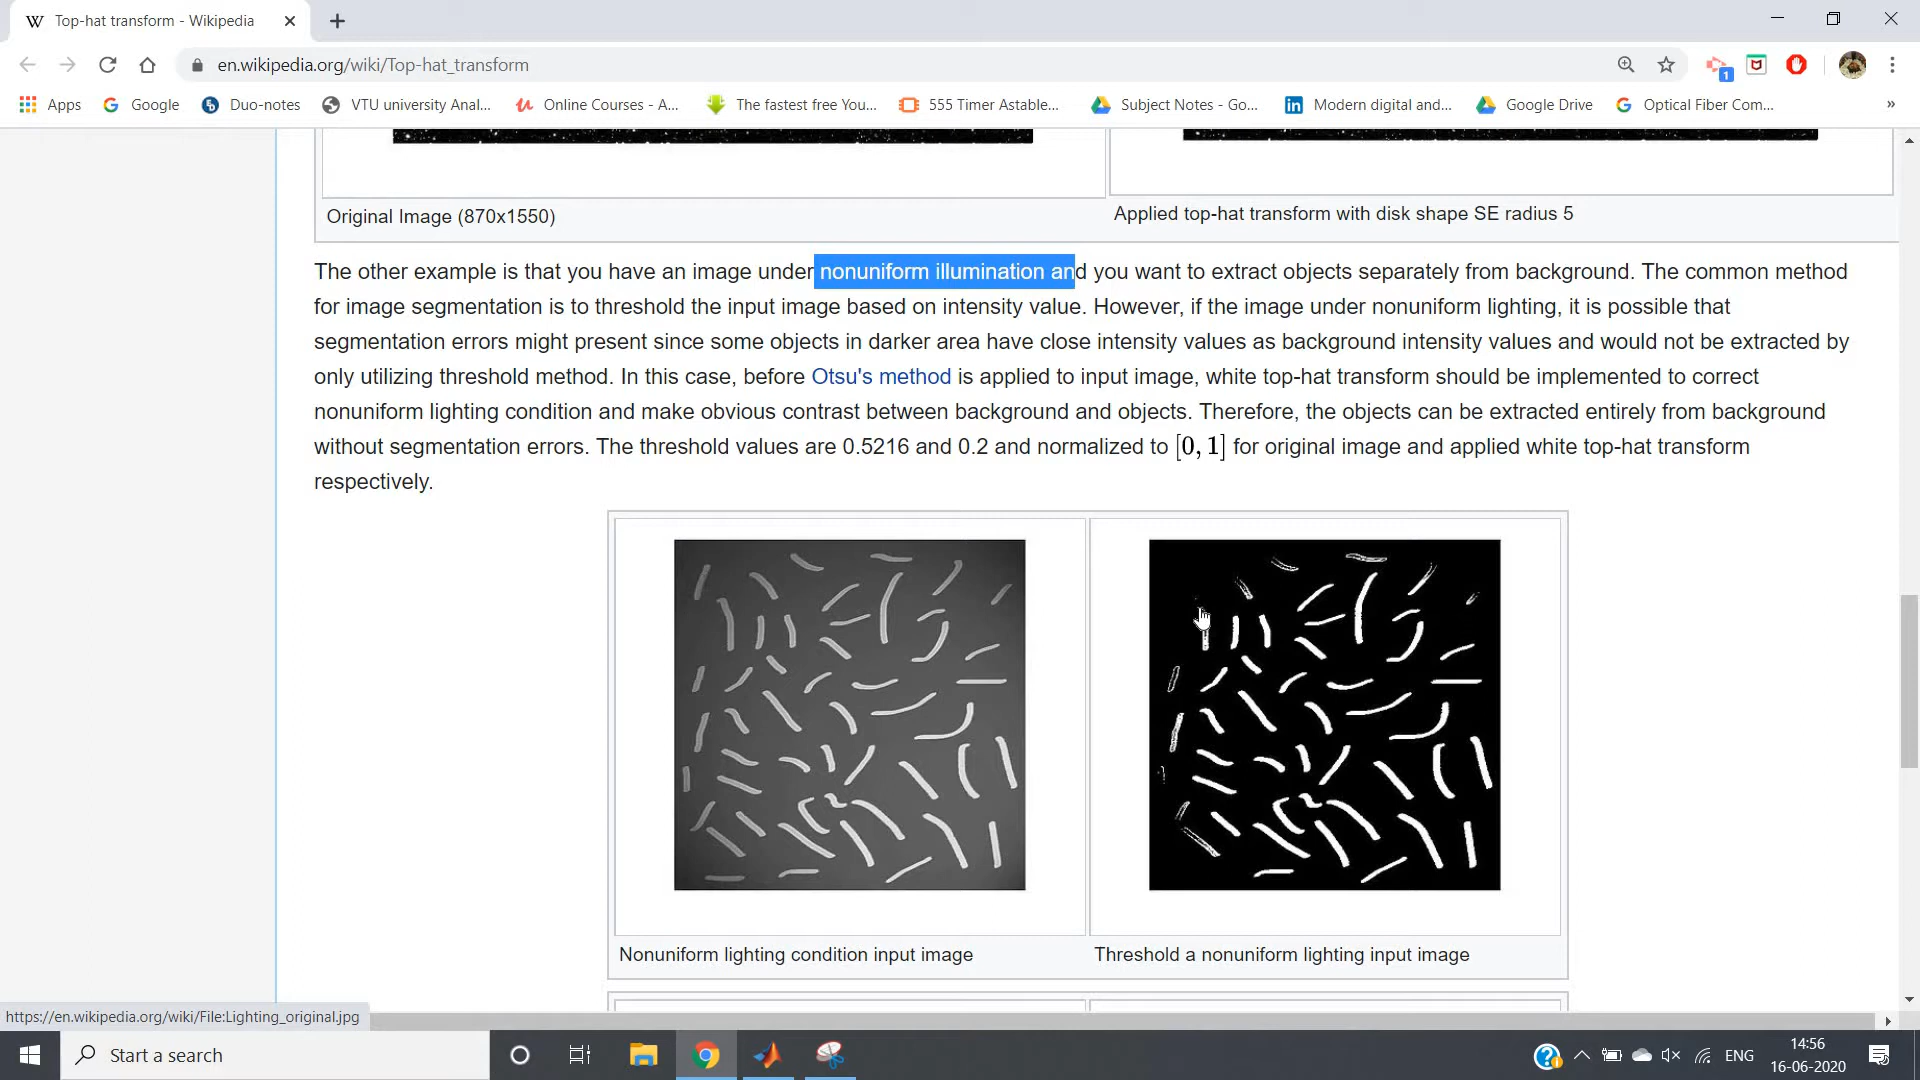 Top-hat transform - Wikipedia
en.wikipedia.org/wiki/Top-hat_transform
1
Apps Google Duo-notes VTU university Anal... Online Courses - A... The fastest free You... 555 Timer Astable... Subject Notes - Go... Modern digital and... Google Drive Optical Fiber Com... »
Original Image (870x1550)
Applied top-hat transform with disk shape SE radius 5
The other example is that you have an image under nonuniform illumination and you want to extract objects separately from background. The common method
for image segmentation is to threshold the input image based on intensity value. However, if the image under nonuniform lighting, it is possible that
segmentation errors might present since some objects in darker area have close intensity values as background intensity values and would not be extracted by
only utilizing threshold method. In this case, before Otsu's method is applied to input image, white top-hat transform should be implemented to correct
nonuniform lighting condition and make obvious contrast between background and objects. Therefore, the objects can be extracted entirely from background
without segmentation errors. The threshold values are 0.5216 and 0.2 and normalized to [0, 1] for original image and applied white top-hat transform
respectively.
Nonuniform lighting condition input image
Threshold a nonuniform lighting input image
https://en.wikipedia.org/wiki/File:Lighting_original.jpg
Start a search
ENG
14:56
16-06-2020